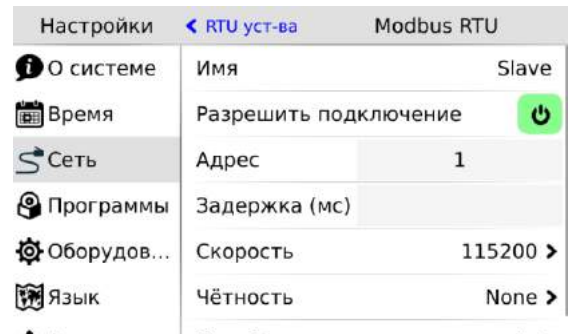 Настройки
RTU уст-ва
Modbus RTU
О системе
Время
Сеть
Программы
Оборудов...
Язык
Имя Slave
Разрешить подключение
Адрес 1
Задержка (мс)
Скорость 115200
Чётность None